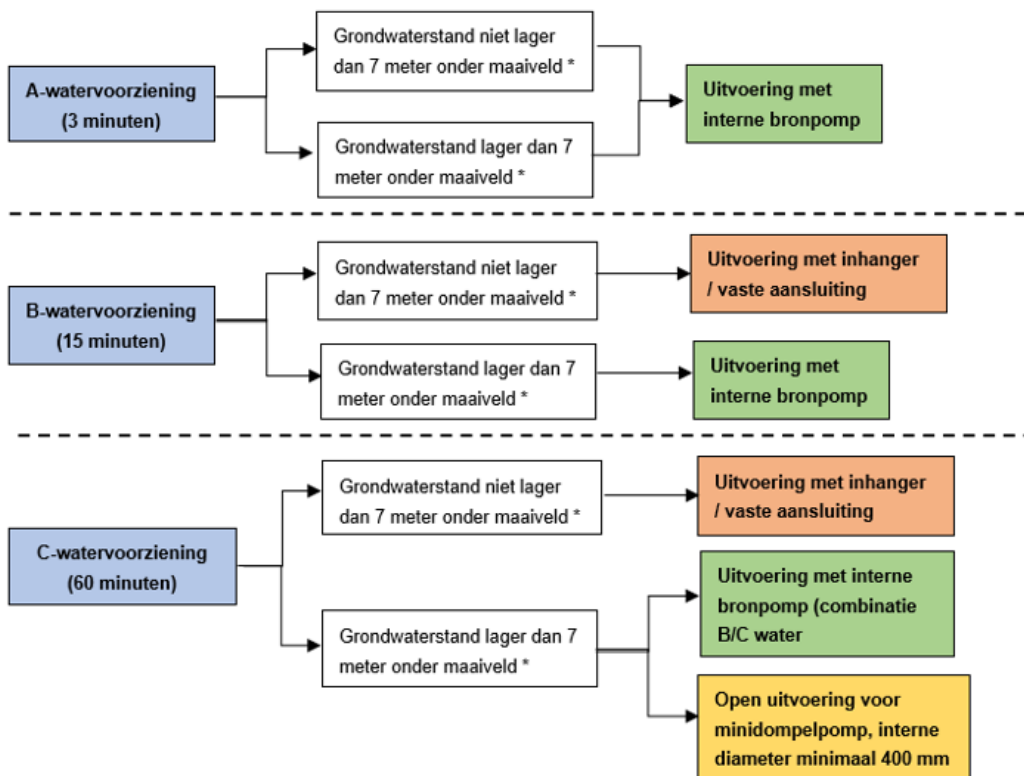 A-watervoorziening
(3 minuten)
Grondwaterstand niet lager
dan 7 meter onder maaiveld *
Grondwaterstand lager dan 7
meter onder maaiveld *
Uitvoering met
interne bronpomp
B-watervoorziening
(15 minuten)
Grondwaterstand niet lager
dan 7 meter onder maaiveld *
Uitvoering met inhanger
/ vaste aansluiting
Grondwaterstand lager dan 7
meter onder maaiveld *
Uitvoering met
interne bronpomp
C-watervoorziening
(60 minuten)
Grondwaterstand niet lager
dan 7 meter onder maaiveld *
Uitvoering met inhanger
/ vaste aansluiting
Grondwaterstand lager dan 7
meter onder maaiveld *
Uitvoering met interne
bronpomp (combinatie
B/C water
Open uitvoering voor
minidompelpomp, interne
diameter minimaal 400 mm